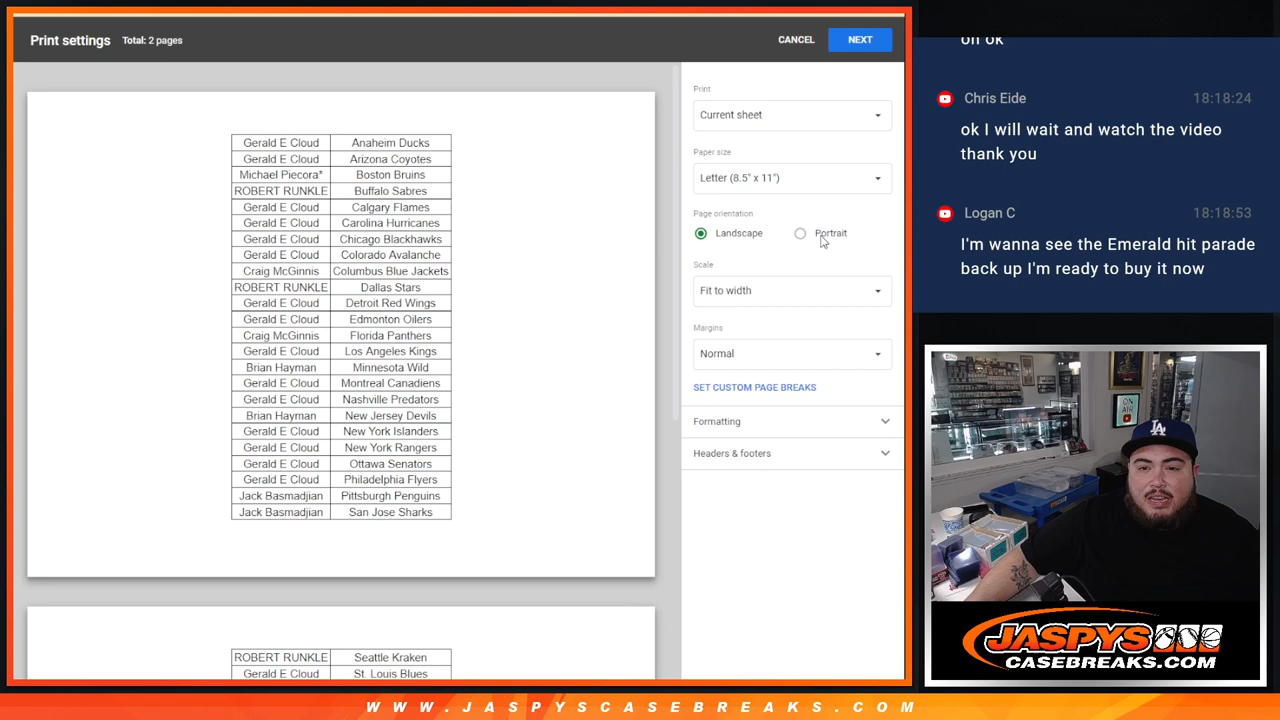 Print settings Total: 2 pages CANCEL NEXT
Gerald E Cloud Anaheim Ducks
Gerald E Cloud Arizona Coyotes
Michael Piecora* Boston Bruins
ROBERT RUNKLE Buffalo Sabres
Gerald E Cloud Calgary Flames
Gerald E Cloud Carolina Hurricanes
Gerald E Cloud Chicago Blackhawks
Gerald E Cloud Colorado Avalanche
Craig McGinnis Columbus Blue Jackets
ROBERT RUNKLE Dallas Stars
Gerald E Cloud Detroit Red Wings
Gerald E Cloud Edmonton Oilers
Craig McGinnis Florida Panthers
Gerald E Cloud Los Angeles Kings
Brian Hayman Minnesota Wild
Gerald E Cloud Montreal Canadiens
Gerald E Cloud Nashville Predators
Brian Hayman New Jersey Devils
Gerald E Cloud New York Islanders
Gerald E Cloud New York Rangers
Gerald E Cloud Ottawa Senators
Gerald E Cloud Philadelphia Flyers
Jack Basmadjian Pittsburgh Penguins
Jack Basmadjian San Jose Sharks
ROBERT RUNKLE Seattle Kraken
Gerald E Cloud St. Louis Blues
Print
Current sheet
Paper size
Letter (8.5" x 11")
Page orientation
Landscape Portrait
Scale
Fit to width
Margins
Normal
SET CUSTOM PAGE BREAKS
Formatting
Headers & footers
oh ok
Chris Eide 18:18:24
ok I will wait and watch the video
thank you
Logan C 18:18:53
I'm wanna see the Emerald hit parade
back up I'm ready to buy it now
ON
AIR
LA
JASPYS
CASEBREAKS.COM
WWW.JASPYSCASEBREAKS.COM